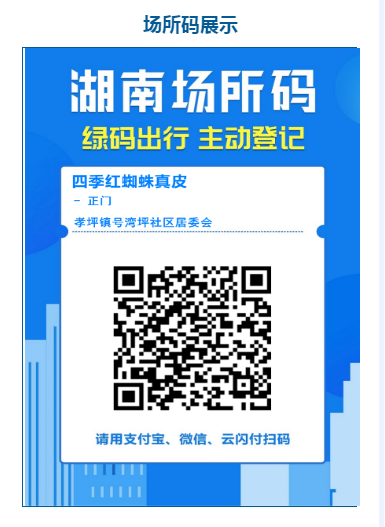 场所码展示
湖南场所码
绿码出行 主动登记
四季红蜘蛛真皮
- 正门
孝坪镇号湾坪社区居委会
请用支付宝、微信、云闪付扫码